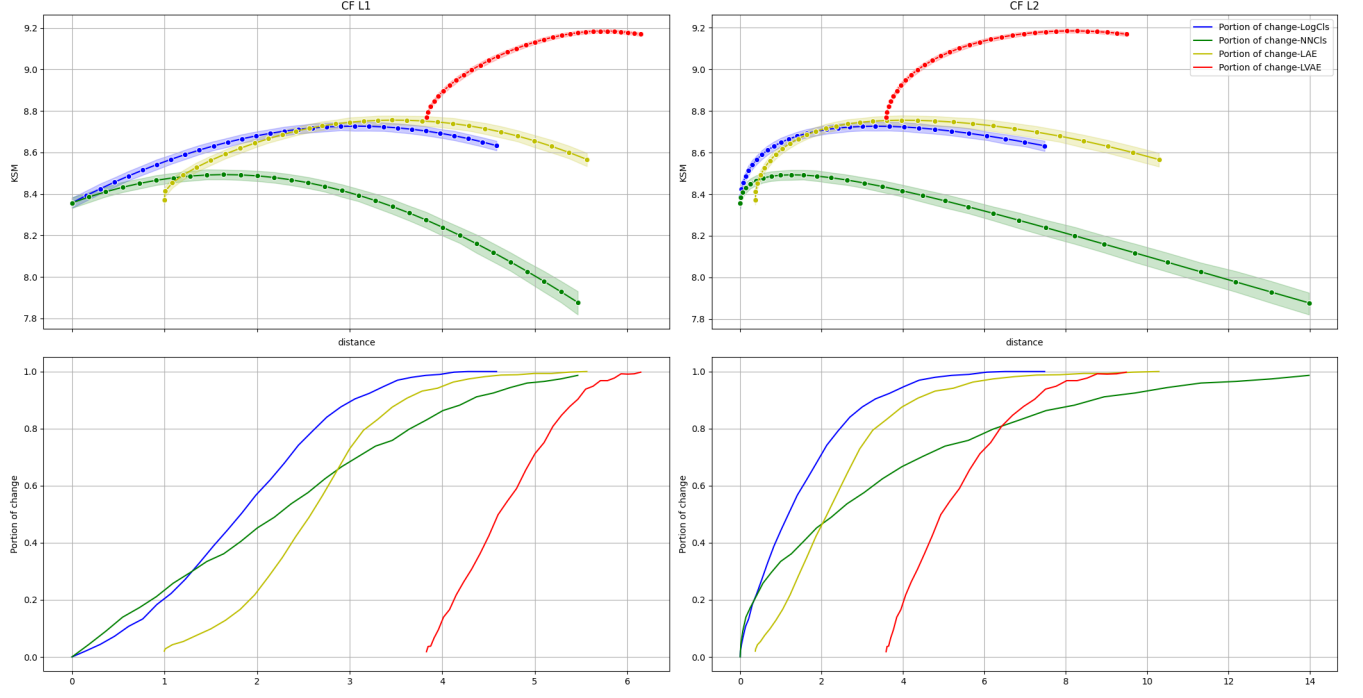 CF L1
KSM
9.2
9.0
8.8
8.6
8.4
8.2
8.0
7.8
distance
CF L2
KSM
9.2
9.0
8.8
8.6
8.4
8.2
8.0
7.8
distance
Portion of change-LogCls
Portion of change-NNCls
Portion of change-LAE
Portion of change-LVAE
Portion of change
1.0
0.8
0.6
0.4
0.2
0.0
0 1 2 3 4 5 6
Portion of change
1.0
0.8
0.6
0.4
0.2
0.0
0 2 4 6 8 10 12 14